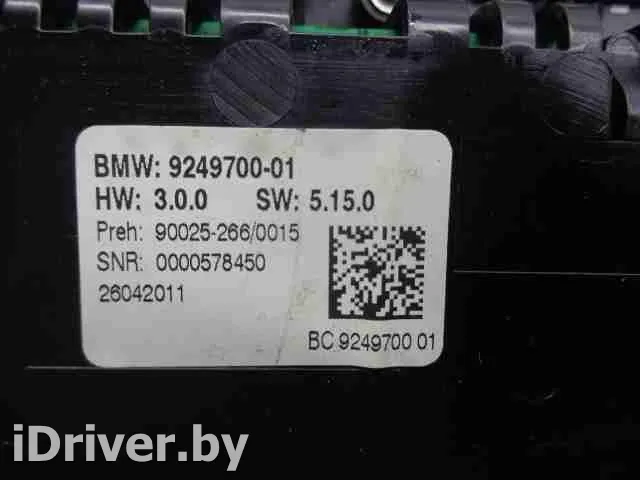 BMW: 9249700-01
HW: 3.0.0 SW: 5.15.0
Preh: 90025-266/0015
SNR: 0000578450
26042011
BC 9249700 01
iDriver.by